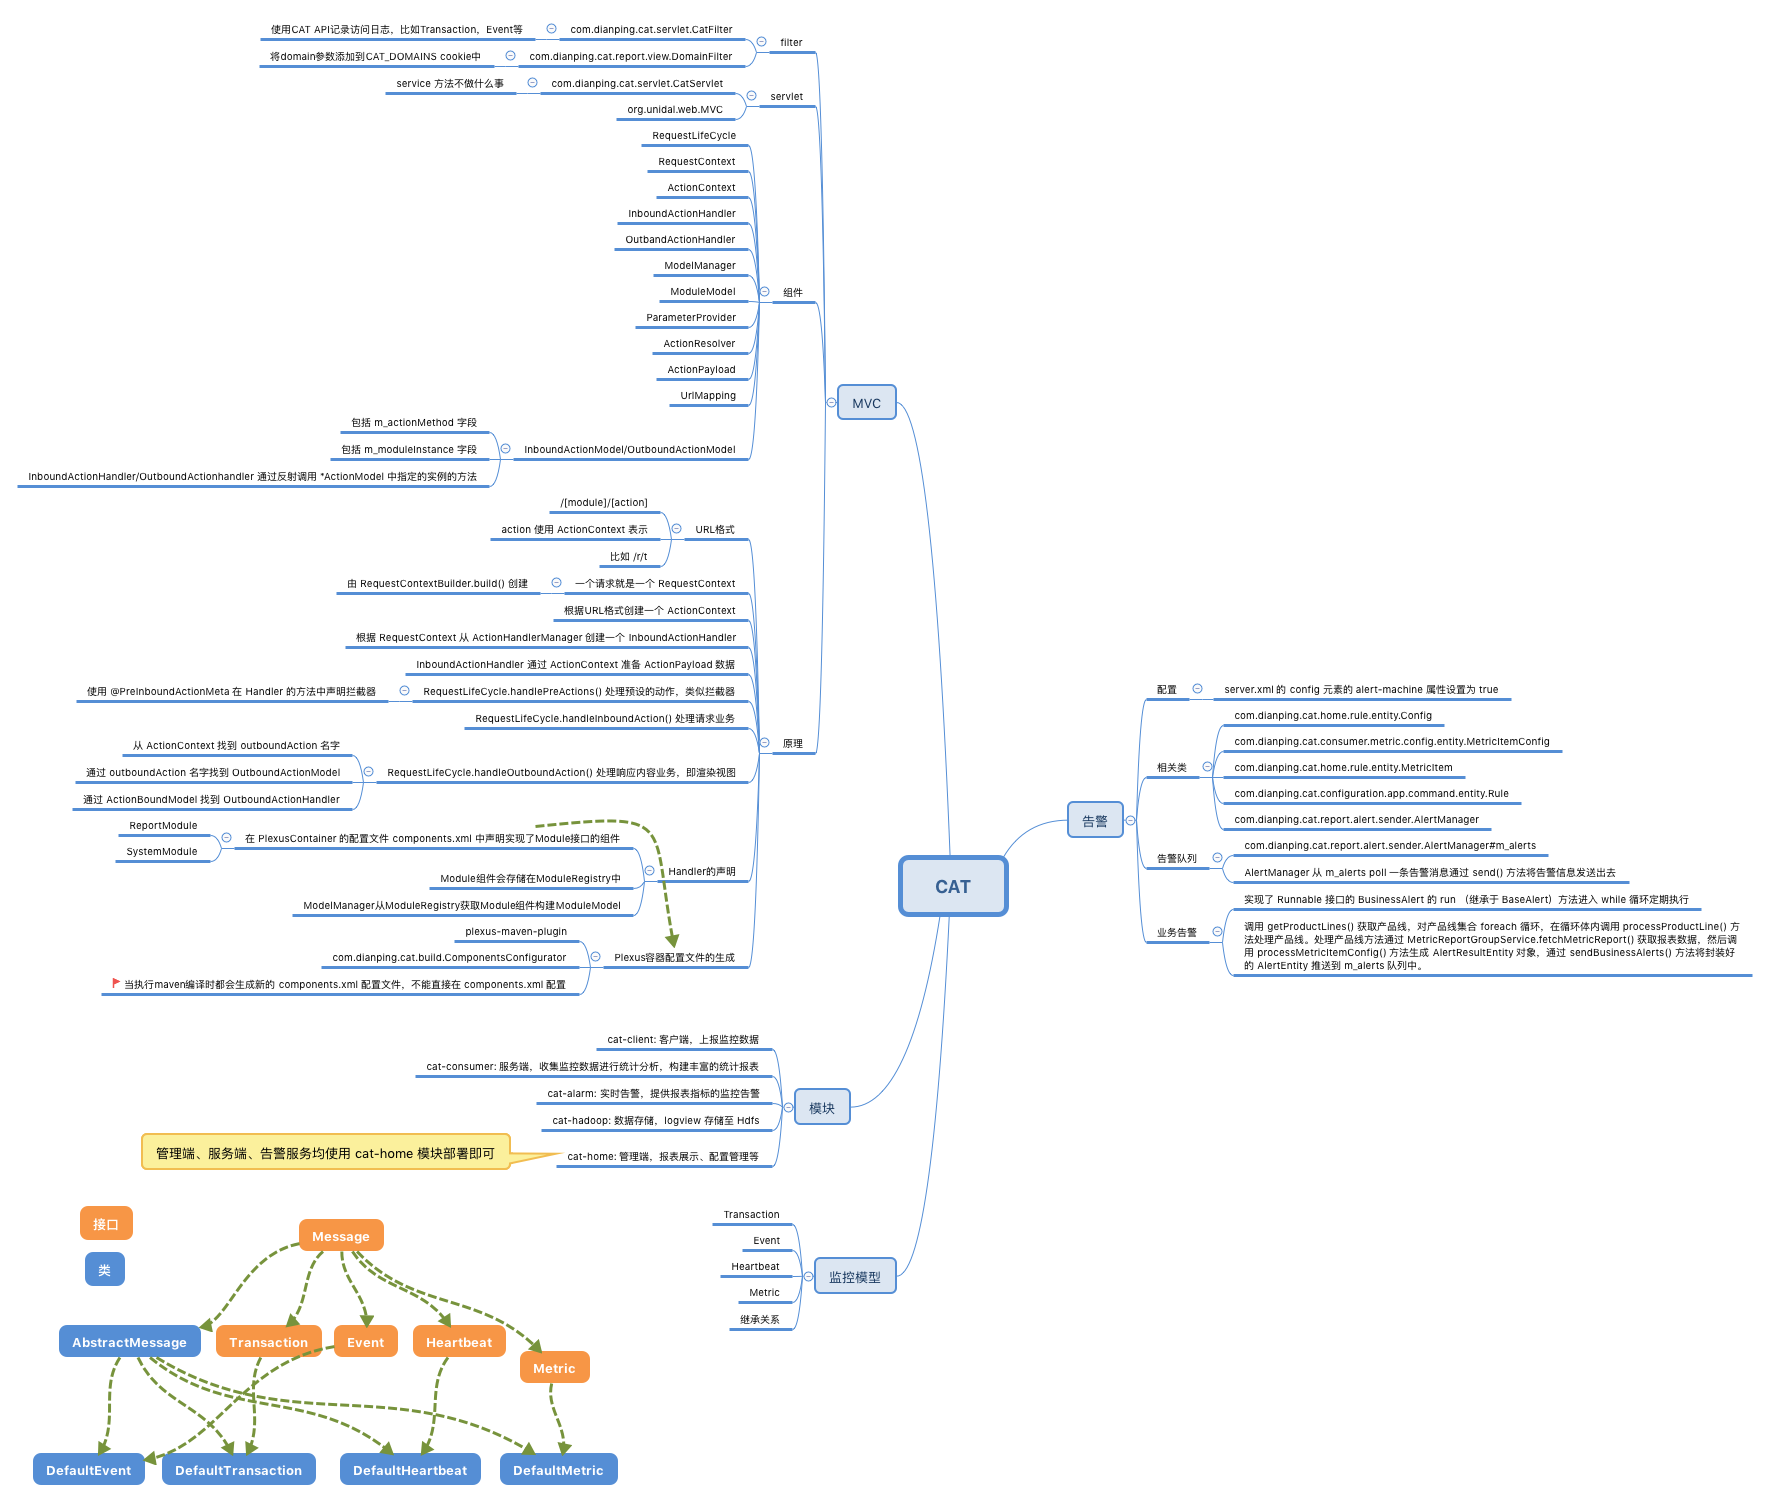 使用CAT API记录访问日志，比如Transaction，Event等
com.dianping.cat.servlet.CatFilter
filter
将domain参数添加到CAT_DOMAINS cookie中
com.dianping.cat.report.view.DomainFilter
service 方法不做什么事
com.dianping.cat.servlet.CatServlet
servlet
org.unidal.web.MVC
RequestLifeCycle
RequestContext
ActionContext
InboundActionHandler
OutbandActionHandler
ModelManager
ModuleModel
组件
ParameterProvider
ActionResolver
ActionPayload
UrlMapping
MVC
包括 m_actionMethod 字段
包括 m_moduleInstance 字段
InboundActionModel/OutboundActionModel
InboundActionHandler/OutboundActionhandler 通过反射调用 *ActionModel 中指定的实例的方法
/[module]/[action]
action 使用 ActionContext 表示
URL格式
比如 /r/t
由 RequestContextBuilder.build() 创建
一个请求就是一个 RequestContext
根据URL格式创建一个 ActionContext
根据 RequestContext 从 ActionHandlerManager 创建一个 InboundActionHandler
InboundActionHandler 通过 ActionContext 准备 ActionPayload 数据
使用 @PreInboundActionMeta 在 Handler 的方法中声明拦截器
RequestLifeCycle.handlePreActions() 处理预设的动作，类似拦截器
RequestLifeCycle.handleInboundAction() 处理请求业务
原理
从 ActionContext 找到 outboundAction 名字
通过 outboundAction 名字找到 OutboundActionModel
RequestLifeCycle.handleOutboundAction() 处理响应内容业务，即渲染视图
通过 ActionBoundModel 找到 OutboundActionHandler
ReportModule
在 PlexusContainer 的配置文件 components.xml 中声明实现了Module接口的组件
SystemModule
Handler的声明
Module组件会存储在ModuleRegistry中
ModelManager从ModuleRegistry获取Module组件构建ModuleModel
plexus-maven-plugin
com.dianping.cat.build.ComponentsConfigurator
Plexus容器配置文件的生成
当执行maven编译时都会生成新的 components.xml 配置文件，不能直接在 components.xml 配置
CAT
告警
配置
server.xml 的 config 元素的 alert-machine 属性设置为 true
com.dianping.cat.home.rule.entity.Config
com.dianping.cat.consumer.metric.config.entity.MetricItemConfig
相关类
com.dianping.cat.home.rule.entity.MetricItem
com.dianping.cat.configuration.app.command.entity.Rule
com.dianping.cat.report.alert.sender.AlertManager
com.dianping.cat.report.alert.sender.AlertManager#m_alerts
告警队列
AlertManager 从 m_alerts poll 一条告警消息通过 send() 方法将告警信息发送出去
实现了 Runnable 接口的 BusinessAlert 的 run （继承于 BaseAlert）方法进入 while 循环定期执行
业务告警
调用 getProductLines() 获取产品线，对产品线集合 foreach 循环，在循环体内调用 processProductLine() 方
法处理产品线。处理产品线方法通过 MetricReportGroupService.fetchMetricReport() 获取报表数据，然后调
用 processMetricItemConfig() 方法生成 AlertResultEntity 对象，通过 sendBusinessAlerts() 方法将封装好
的 AlertEntity 推送到 m_alerts 队列中。
cat-client: 客户端，上报监控数据
cat-consumer: 服务端，收集监控数据进行统计分析，构建丰富的统计报表
cat-alarm: 实时告警，提供报表指标的监控告警
模块
cat-hadoop: 数据存储，logview 存储至 Hdfs
管理端、服务端、告警服务均使用 cat-home 模块部署即可
cat-home: 管理端，报表展示、配置管理等
Transaction
Event
Heartbeat
监控模型
Metric
继承关系
接口
类
Message
AbstractMessage
Transaction
Event
Heartbeat
Metric
DefaultEvent
DefaultTransaction
DefaultHeartbeat
DefaultMetric